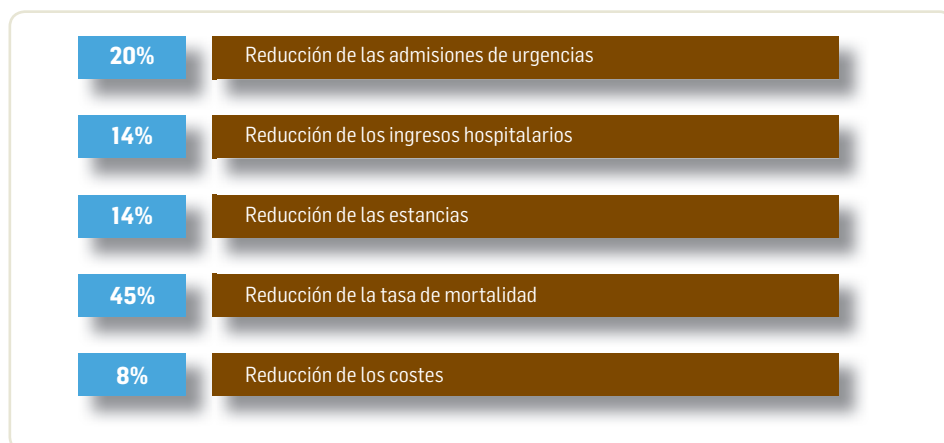 20% Reducción de las admisiones de urgencias
14% Reducción de los ingresos hospitalarios
14% Reducción de las estancias
45% Reducción de la tasa de mortalidad
8% Reducción de los costes